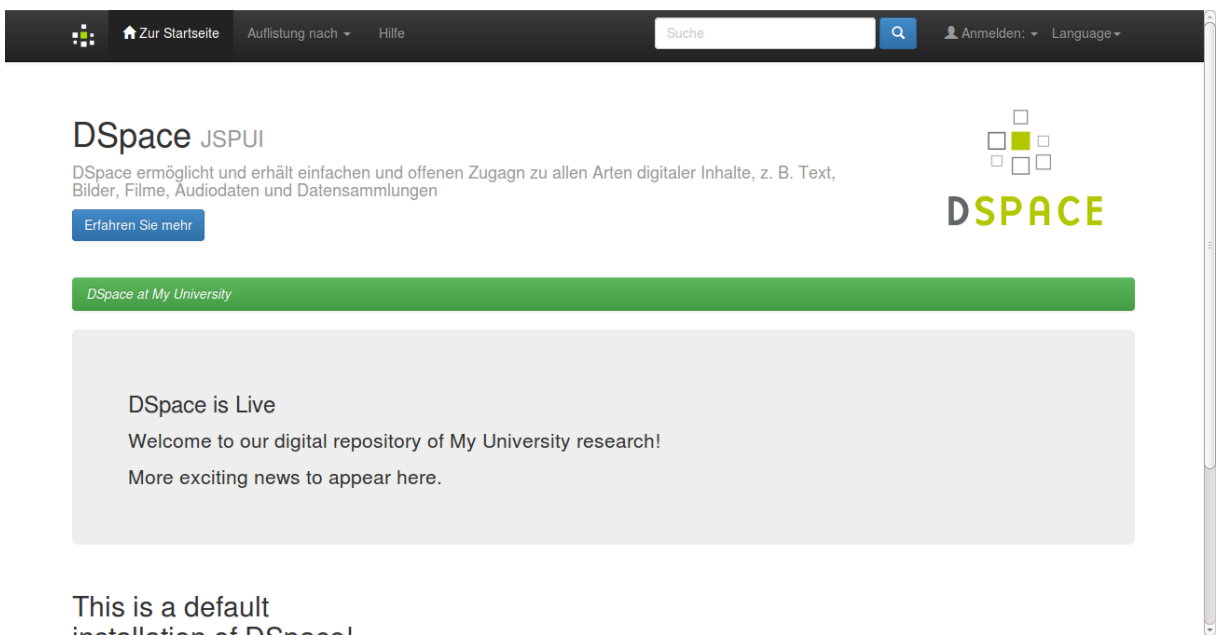 Zur Startseite Auflistung nach Hilfe Suche Anmelden: Language
DSpace JSPUI
DSpace ermöglicht und erhält einfachen und offenen Zugagn zu allen Arten digitaler Inhalte, z. B. Text,
Bilder, Filme, Audiodaten und Datensammlungen
Erfahren Sie mehr
DSPACE
DSpace at My University
DSpace is Live
Welcome to our digital repository of My University research!
More exciting news to appear here.
This is a default
installation of DSpace!